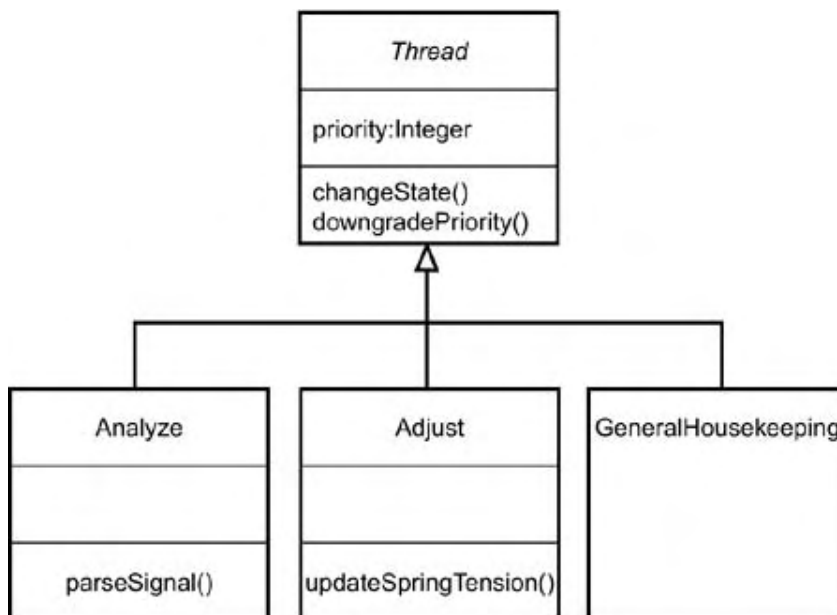 Thread
priority:Integer
changeState()
downgradePriority()
Analyze
parseSignal()
Adjust
updateSpringTension()
GeneralHousekeeping